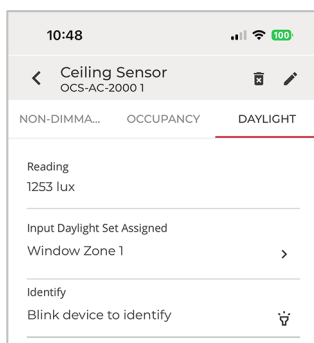 10:48
100
Ceiling Sensor
OCS-AC-2000 1
NON-DIMMA... OCCUPANCY DAYLIGHT
Reading
1253 lux
Input Daylight Set Assigned
Window Zone 1
Identify
Blink device to identify